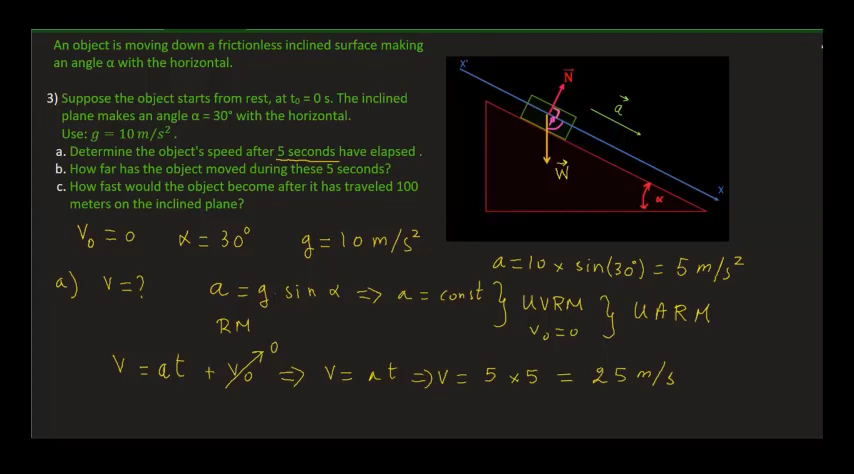 An object is moving down a frictionless inclined surface making
an angle α with the horizontal.
3) Suppose the object starts from rest, at t₀ = 0 s. The inclined
plane makes an angle α = 30° with the horizontal.
Use: g = 10 m/s².
a. Determine the object's speed after 5 seconds have elapsed .
b. How far has the object moved during these 5 seconds?
c. How fast would the object become after it has traveled 100
meters on the inclined plane?
x'
N⃗
a⃗
W⃗
α
x
V₀ = 0 α = 30° g = 10 m/s²
a = 10 × sin(30°) = 5 m/s²
a) V = ? a = g . sin α => a = const } UVRM } UARM
RM V₀ = 0
V = at + V₀ 0 => V = at => V = 5 × 5 = 25 m/s